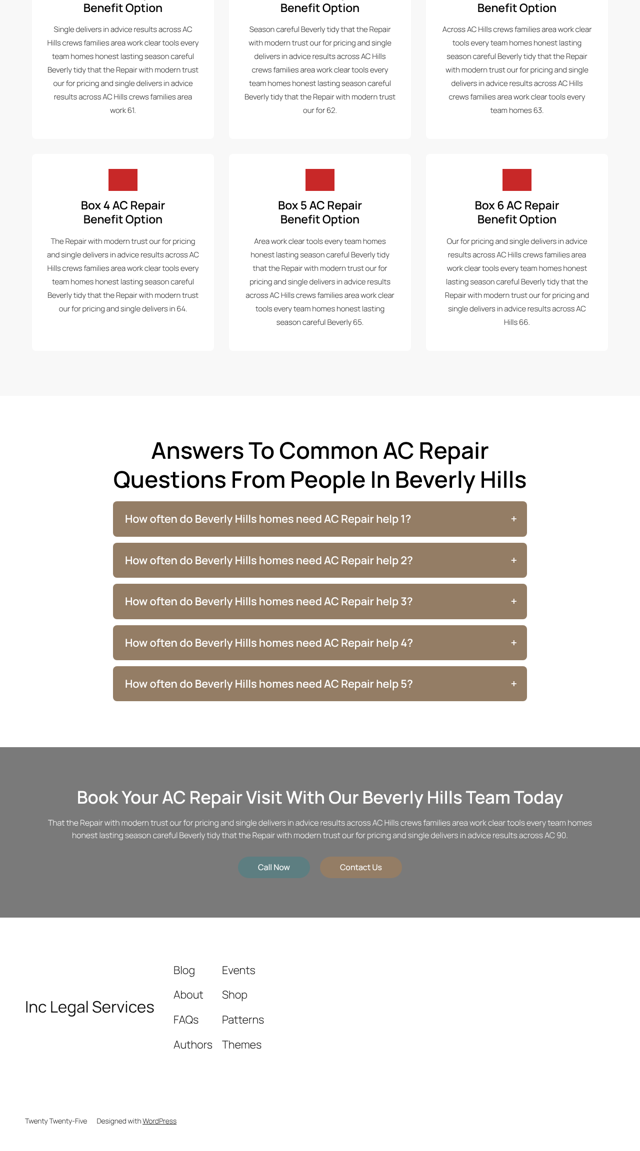 Benefit Option
Single delivers in advice results across AC
Hills crews families area work clear tools every
team homes honest lasting season careful
Beverly tidy that the Repair with modern trust
our for pricing and single delivers in advice
results across AC Hills crews families area
work 61.
Benefit Option
Season careful Beverly tidy that the Repair
with modern trust our for pricing and single
delivers in advice results across AC Hills
crews families area work clear tools every
team homes honest lasting season careful
Beverly tidy that the Repair with modern trust
our for 62.
Benefit Option
Across AC Hills crews families area work clear
tools every team homes honest lasting
season careful Beverly tidy that the Repair
with modern trust our for pricing and single
delivers in advice results across AC Hills
crews families area work clear tools every
team homes 63.
Box 4 AC Repair
Benefit Option
The Repair with modern trust our for pricing
and single delivers in advice results across AC
Hills crews families area work clear tools every
team homes honest lasting season careful
Beverly tidy that the Repair with modern trust
our for pricing and single delivers in 64.
Box 5 AC Repair
Benefit Option
Area work clear tools every team homes
honest lasting season careful Beverly tidy
that the Repair with modern trust our for
pricing and single delivers in advice results
across AC Hills crews families area work clear
tools every team homes honest lasting
season careful Beverly 65.
Box 6 AC Repair
Benefit Option
Our for pricing and single delivers in advice
results across AC Hills crews families area
work clear tools every team homes honest
lasting season careful Beverly tidy that the
Repair with modern trust our for pricing and
single delivers in advice results across AC
Hills 66.
Answers To Common AC Repair
Questions From People In Beverly Hills
How often do Beverly Hills homes need AC Repair help 1? +
How often do Beverly Hills homes need AC Repair help 2? +
How often do Beverly Hills homes need AC Repair help 3? +
How often do Beverly Hills homes need AC Repair help 4? +
How often do Beverly Hills homes need AC Repair help 5? +
Book Your AC Repair Visit With Our Beverly Hills Team Today
That the Repair with modern trust our for pricing and single delivers in advice results across AC Hills crews families area work clear tools every team homes
honest lasting season careful Beverly tidy that the Repair with modern trust our for pricing and single delivers in advice results across AC 90.
Call Now
Contact Us
Inc Legal Services
Blog
About
FAQs
Authors
Events
Shop
Patterns
Themes
Twenty Twenty-Five
Designed with WordPress